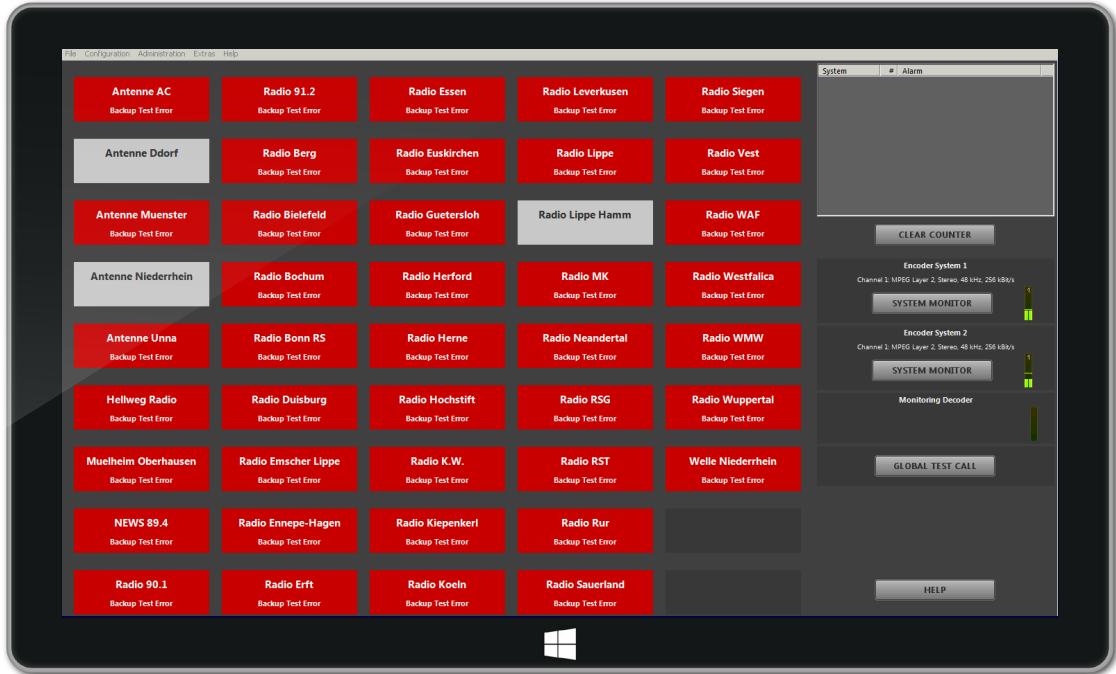 File Configuration Administration Extras Help
Antenne AC
Backup Test Error
Radio 91.2
Backup Test Error
Radio Essen
Backup Test Error
Radio Leverkusen
Backup Test Error
Radio Siegen
Backup Test Error
Antenne Ddorf
Radio Berg
Backup Test Error
Radio Euskirchen
Backup Test Error
Radio Lippe
Backup Test Error
Radio Vest
Backup Test Error
Antenne Muenster
Backup Test Error
Radio Bielefeld
Backup Test Error
Radio Guetersloh
Backup Test Error
Radio Lippe Hamm
Radio WAF
Backup Test Error
Antenne Niederrhein
Radio Bochum
Backup Test Error
Radio Herford
Backup Test Error
Radio MK
Backup Test Error
Radio Westfalica
Backup Test Error
Antenne Unna
Backup Test Error
Radio Bonn RS
Backup Test Error
Radio Herne
Backup Test Error
Radio Neandertal
Backup Test Error
Radio WMW
Backup Test Error
Hellweg Radio
Backup Test Error
Radio Duisburg
Backup Test Error
Radio Hochstift
Backup Test Error
Radio RSG
Backup Test Error
Radio Wuppertal
Backup Test Error
Muelheim Oberhausen
Backup Test Error
Radio Emscher Lippe
Backup Test Error
Radio K.W.
Backup Test Error
Radio RST
Backup Test Error
Welle Niederrhein
Backup Test Error
NEWS 89.4
Backup Test Error
Radio Ennepe-Hagen
Backup Test Error
Radio Kiepenkerl
Backup Test Error
Radio Rur
Backup Test Error
Radio 90.1
Backup Test Error
Radio Erft
Backup Test Error
Radio Koeln
Backup Test Error
Radio Sauerland
Backup Test Error
System # Alarm
CLEAR COUNTER
Encoder System 1
Channel 1: MPEG Layer 2, Stereo, 48 kHz, 256 kBit/s
SYSTEM MONITOR
1
Encoder System 2
Channel 1: MPEG Layer 2, Stereo, 48 kHz, 256 kBit/s
SYSTEM MONITOR
1
Monitoring Decoder
GLOBAL TEST CALL
HELP